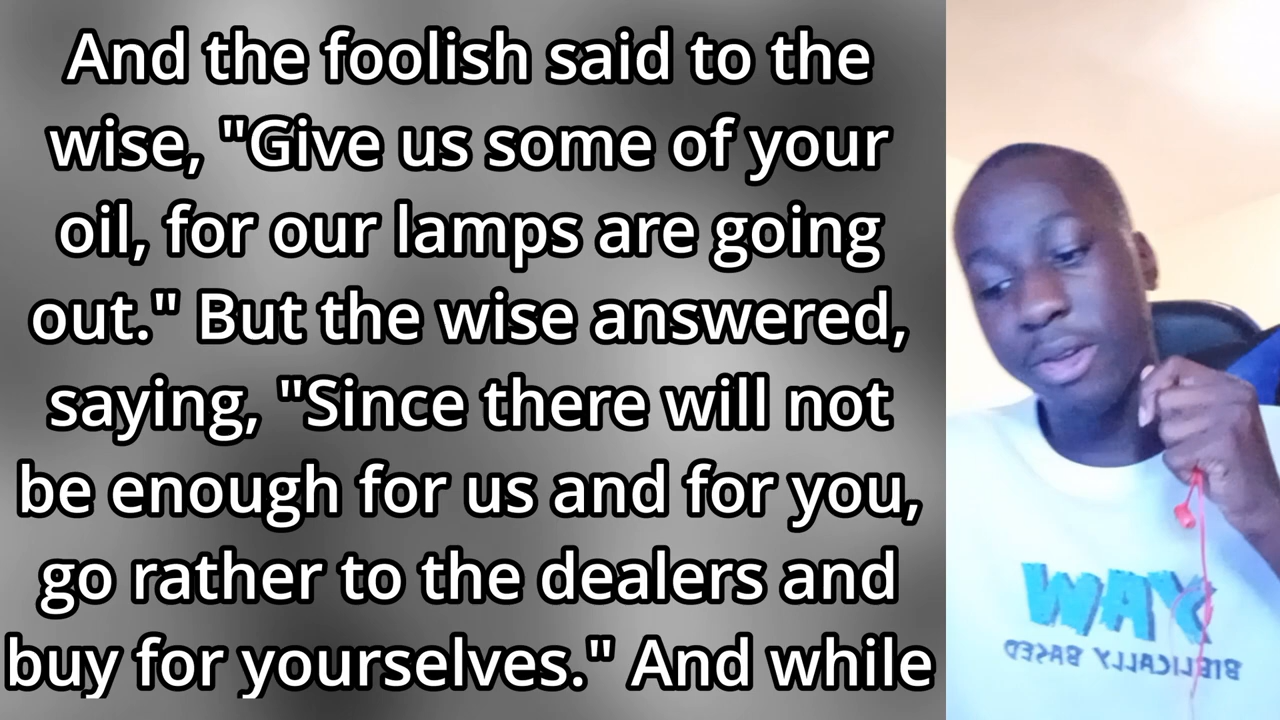 And the foolish said to the
wise, "Give us some of your
oil, for our lamps are going
out." But the wise answered,
saying, "Since there will not
be enough for us and for you,
go rather to the dealers and
buy for yourselves." And while
WAY
BIBLICALLY BASED